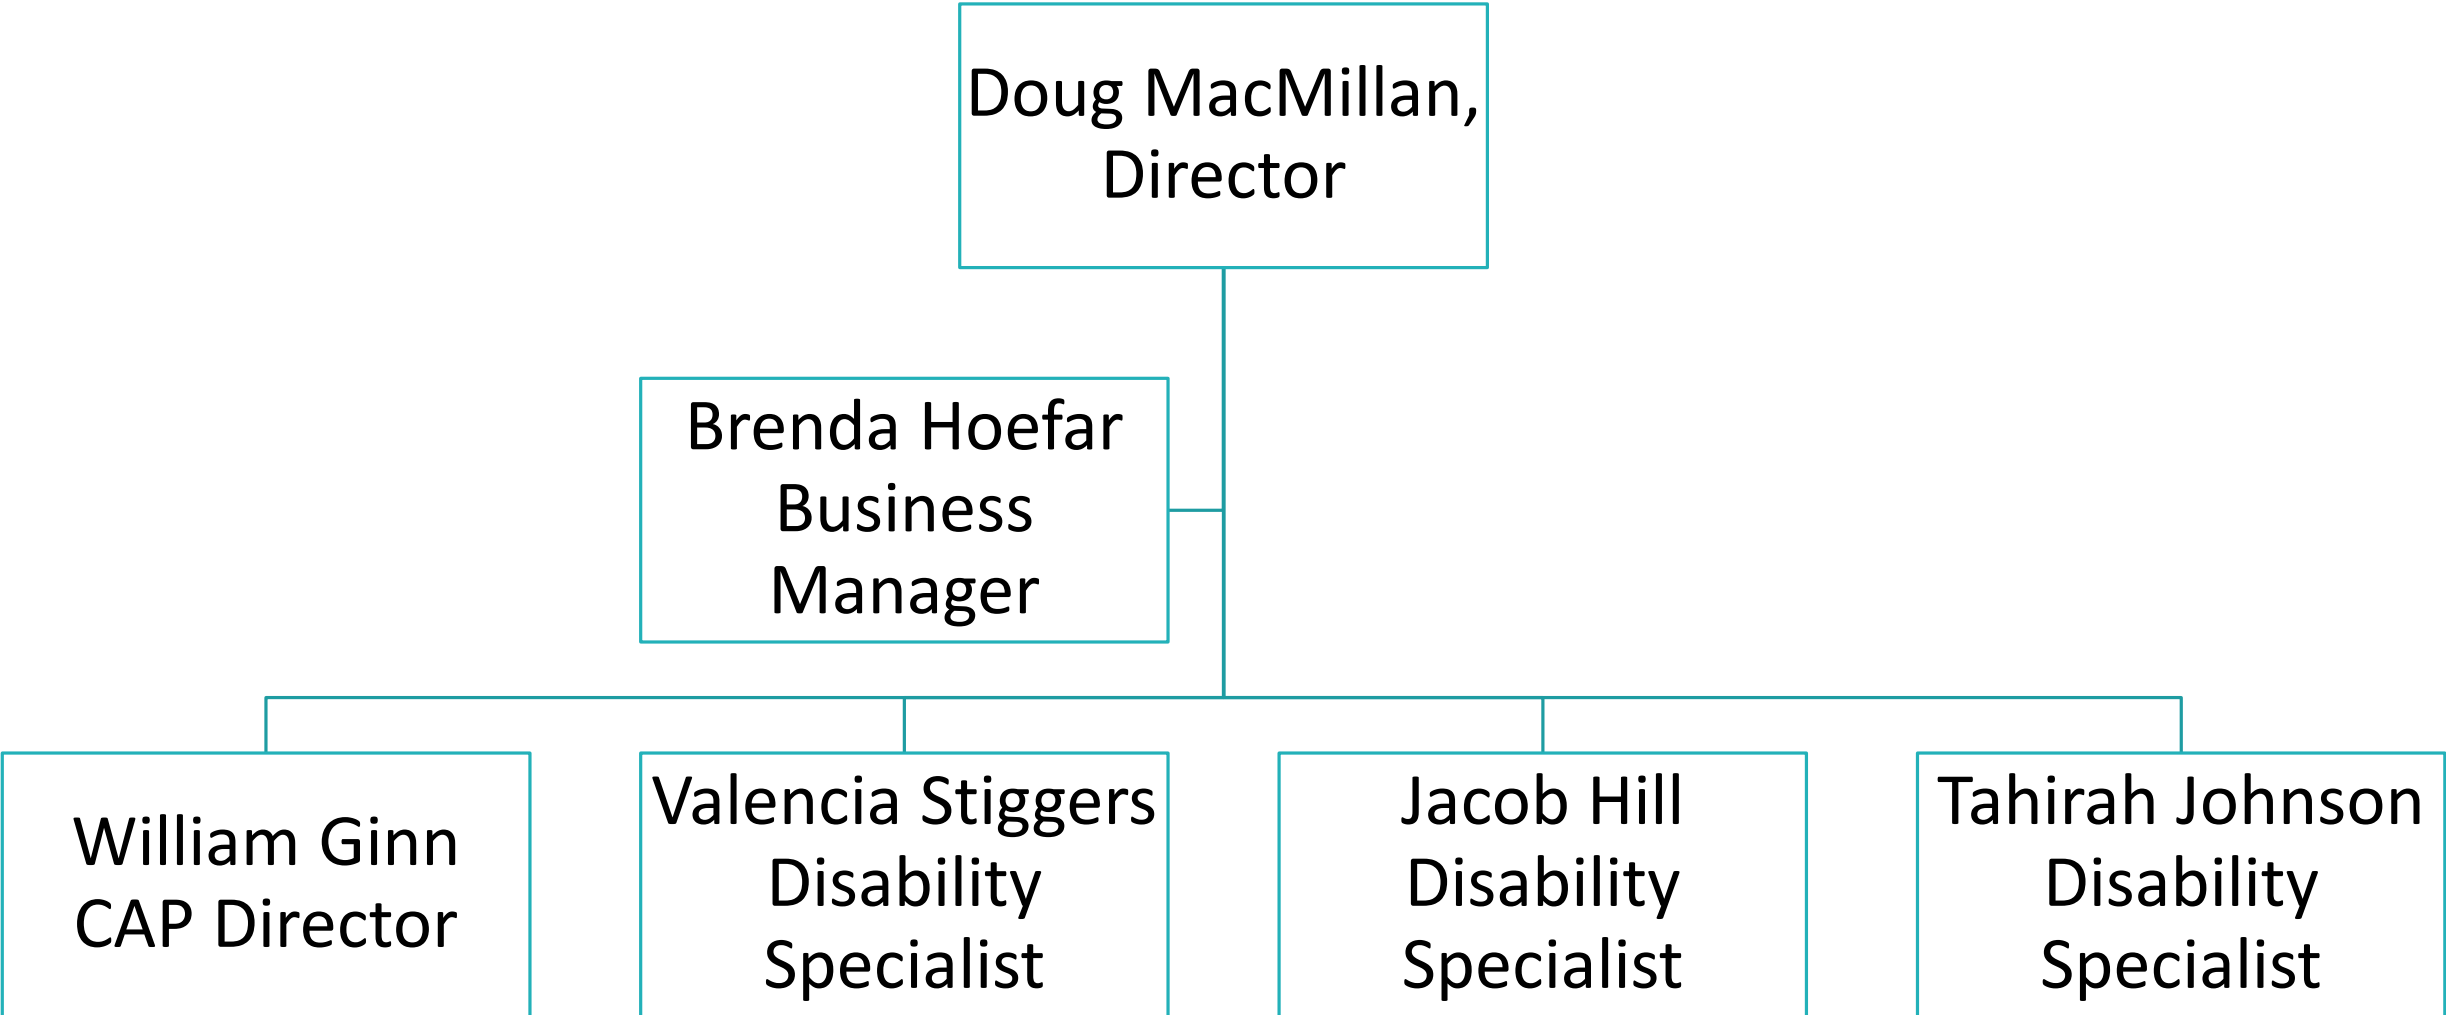 Doug MacMillan,
Director
Brenda Hoefar
Business
Manager
William Ginn
CAP Director
Valencia Stiggers
Disability
Specialist
Jacob Hill
Disability
Specialist
Tahirah Johnson
Disability
Specialist